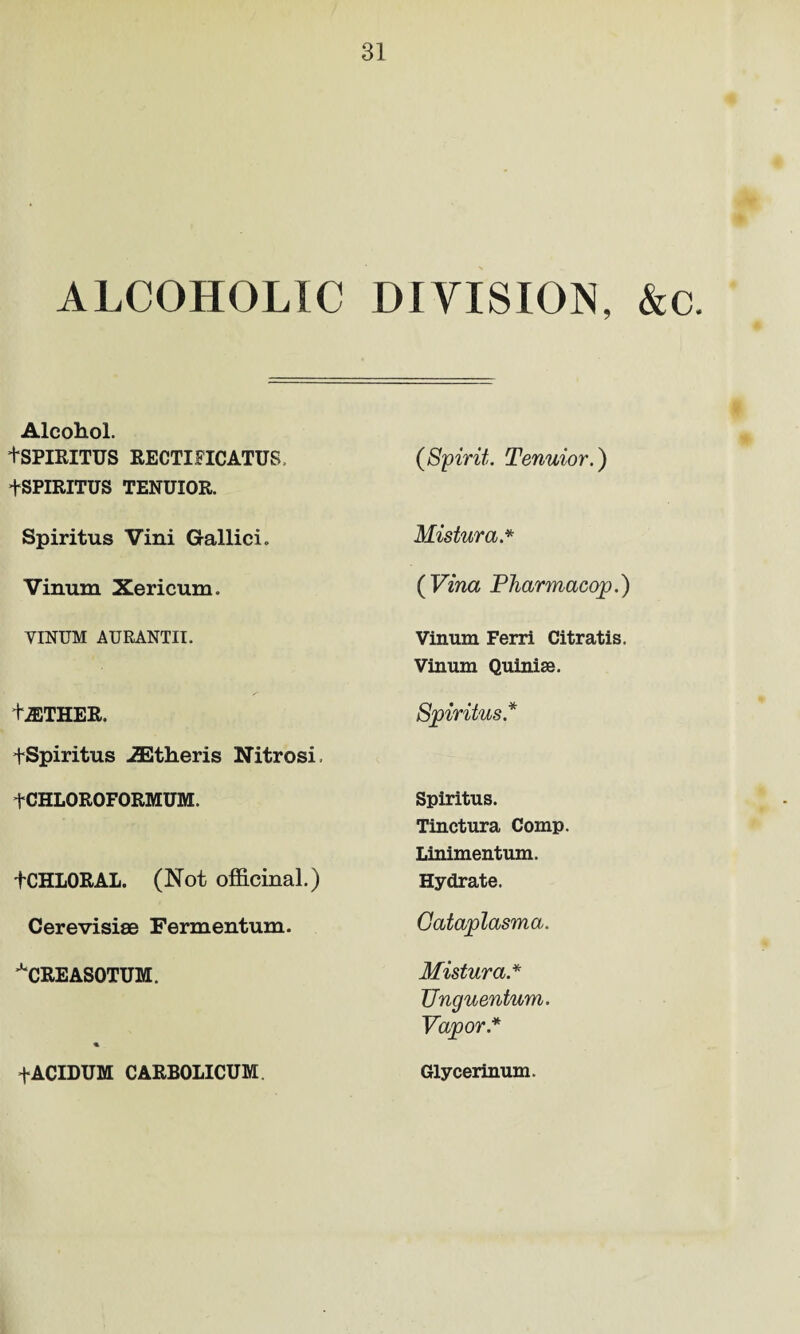 31
ALCOHOLIC DIVISION, &c.
Alcohol.
†SPIRITUS RECTIFICATUS. (Spirit. Tenuior.)
†SPIRITUS TENUIOR.
Spiritus Vini Gallici. Mistura.*
Vinum Xericum. (Vina Pharmacop.)
VINUM AURANTII. Vinum Ferri Citratis.
Vinum Quiniæ.
†ÆTHER. Spiritus.*
†Spiritus Ætheris Nitrosi.
†CHLOROFORMUM. Spiritus.
Tinctura Comp.
Linimentum.
†CHLORAL. (Not officinal.) Hydrate.
Cerevisiæ Fermentum. Cataplasma.
†CREASOTUM. Mistura.*
Unguentum.
Vapor.*
†ACIDUM CARBOLICUM. Glycerinum.